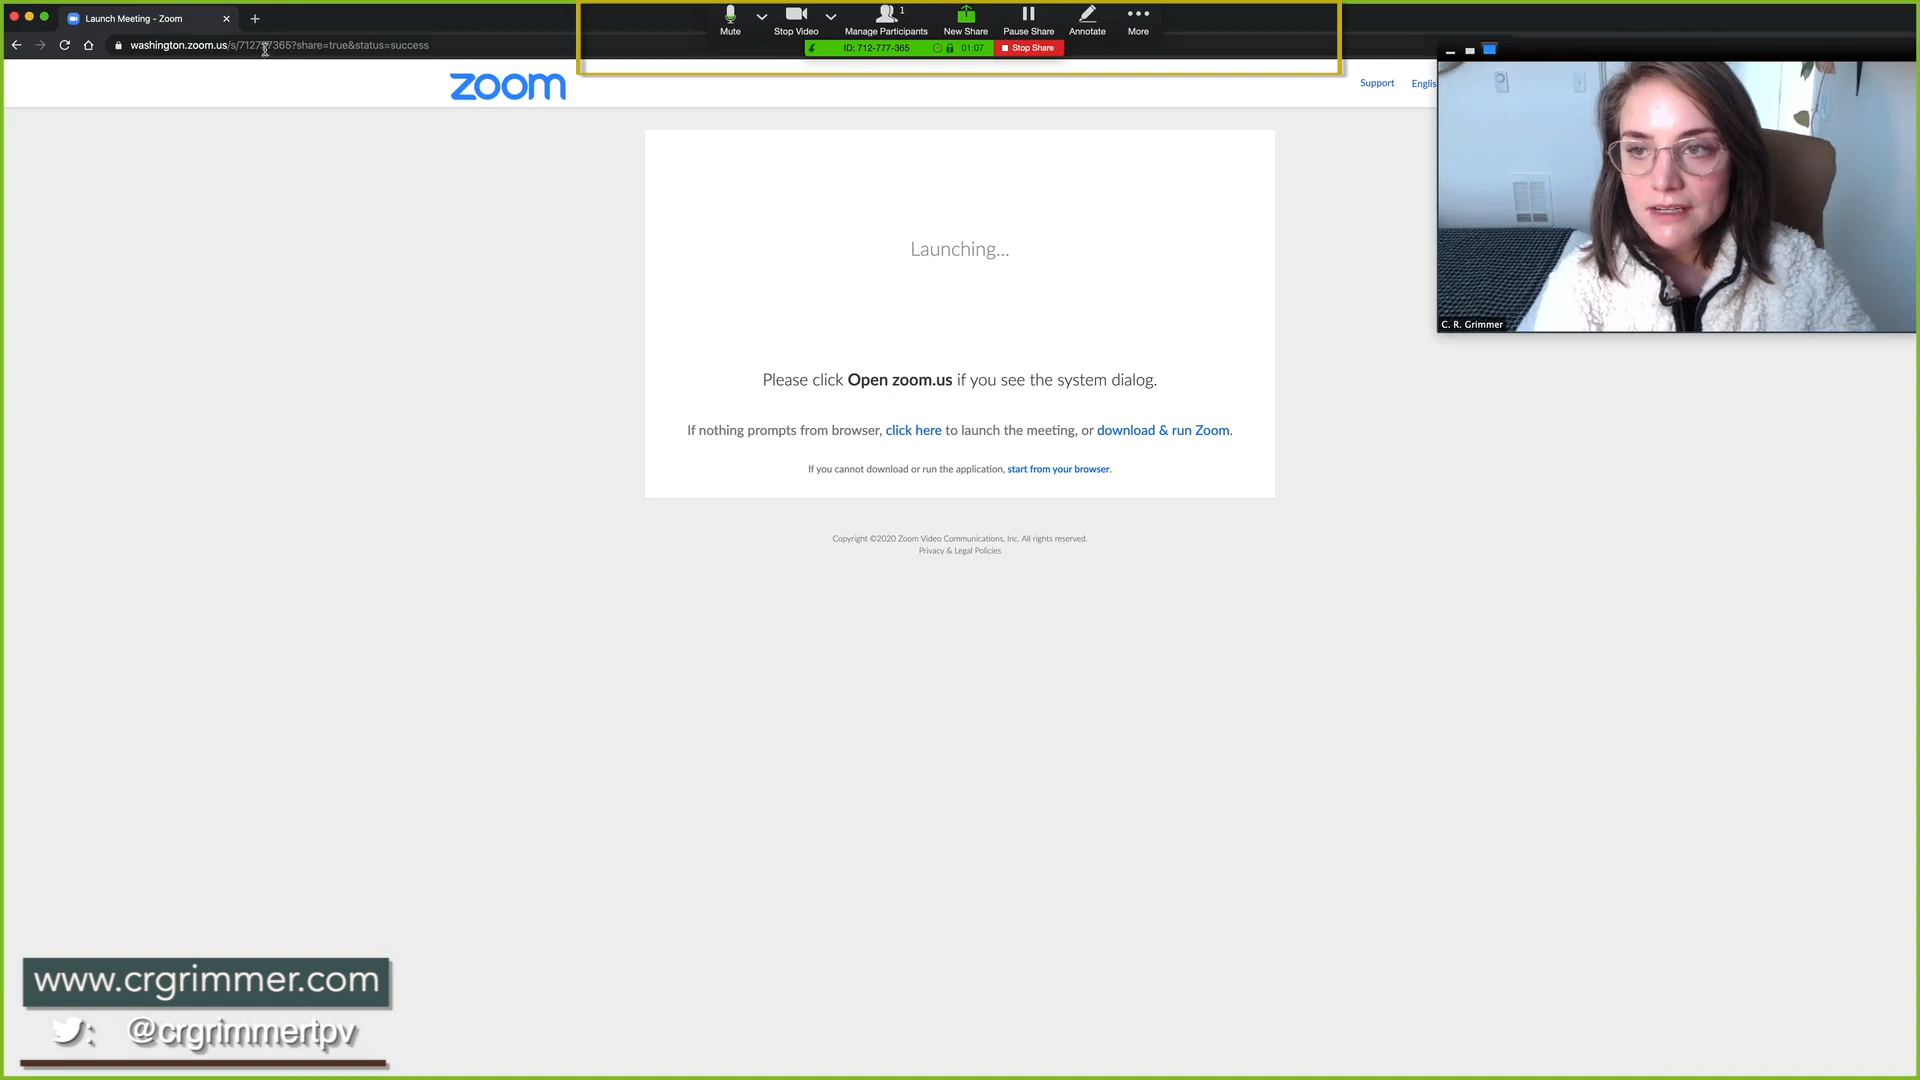 Launch Meeting - Zoom
washington.zoom.us/s/712777365?share=true&status=success
Mute
Stop Video
1
Manage Participants
New Share
Pause Share
Annotate
More
ID: 712-777-365
01:07
Stop Share
zoom
Support
Englis
C. R. Grimmer
Launching...
Please click Open zoom.us if you see the system dialog.
If nothing prompts from browser, click here to launch the meeting, or download & run Zoom.
If you cannot download or run the application, start from your browser.
Copyright ©2020 Zoom Video Communications, Inc. All rights reserved.
Privacy & Legal Policies
www.crgrimmer.com
: @crgrimmertpv